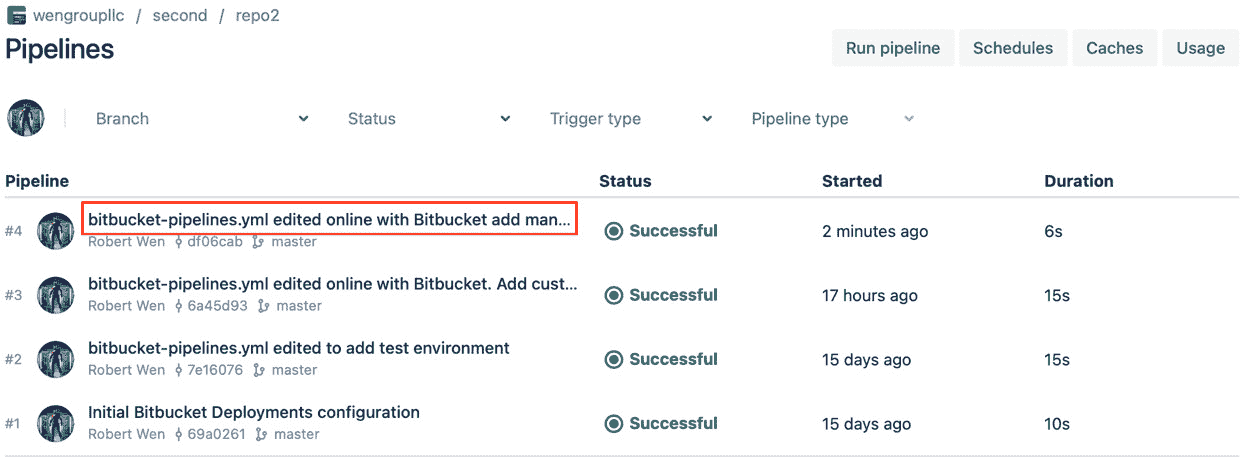 wengroupllc / second / repo2
Pipelines
Run pipeline Schedules Caches Usage
Branch Status Trigger type Pipeline type
Pipeline Status Started Duration
#4 bitbucket-pipelines.yml edited online with Bitbucket add man... Successful 2 minutes ago 6s
Robert Wen df06cab master
#3 bitbucket-pipelines.yml edited online with Bitbucket. Add cust... Successful 17 hours ago 15s
Robert Wen 6a45d93 master
#2 bitbucket-pipelines.yml edited to add test environment Successful 15 days ago 15s
Robert Wen 7e16076 master
#1 Initial Bitbucket Deployments configuration Successful 15 days ago 10s
Robert Wen 69a0261 master